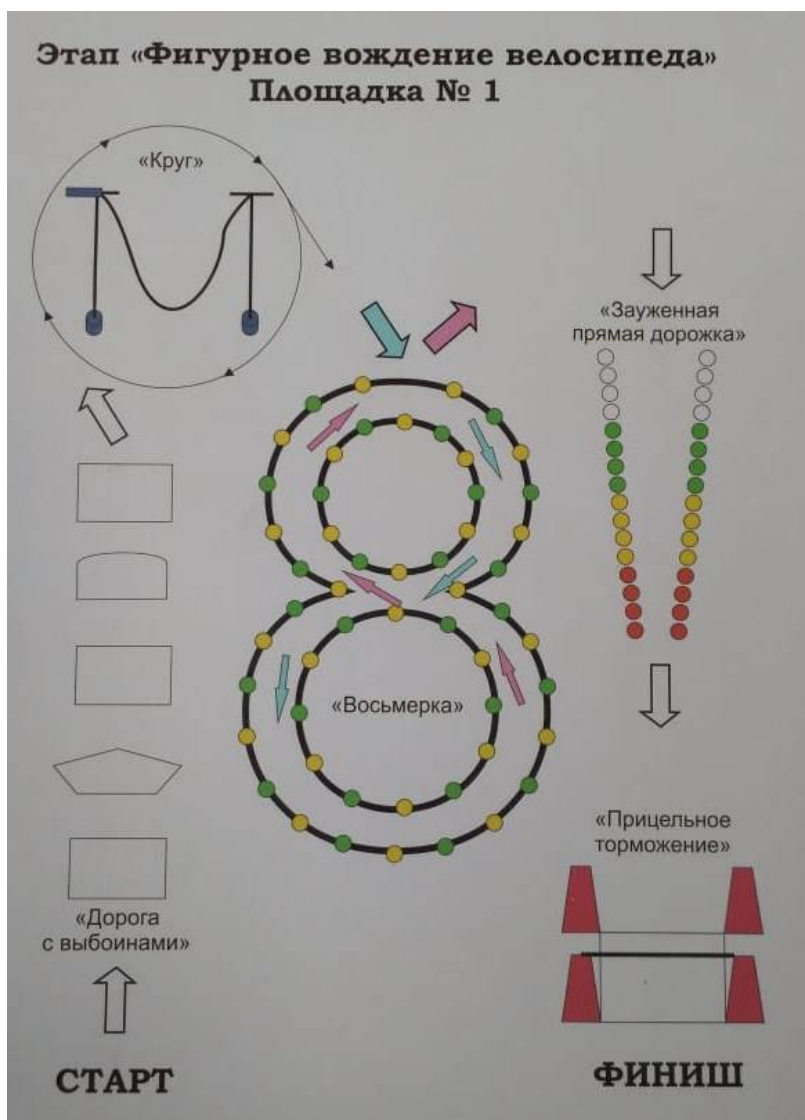 Этап «Фигурное вождение велосипеда»
Площадка № 1
«Круг»
«Зауженная
прямая дорожка»
«Восьмерка»
«Прицельное
торможение»
«Дорога
с выбоинами»
СТАРТ
ФИНИШ